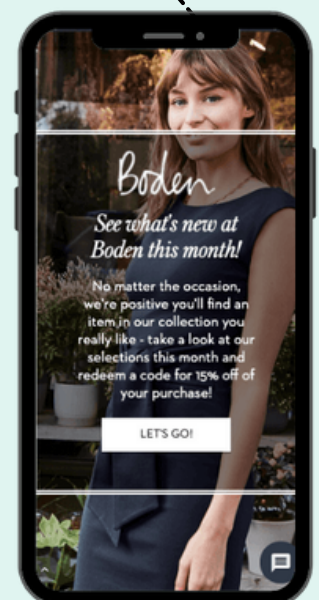 Boden
See what's new at
Boden this month!
No matter the occasion,
we're positive you'll find an
item in our collection you
really like - take a look at our
selections this month and
redeem a code for 15% off of
your purchase!
LET'S GO!